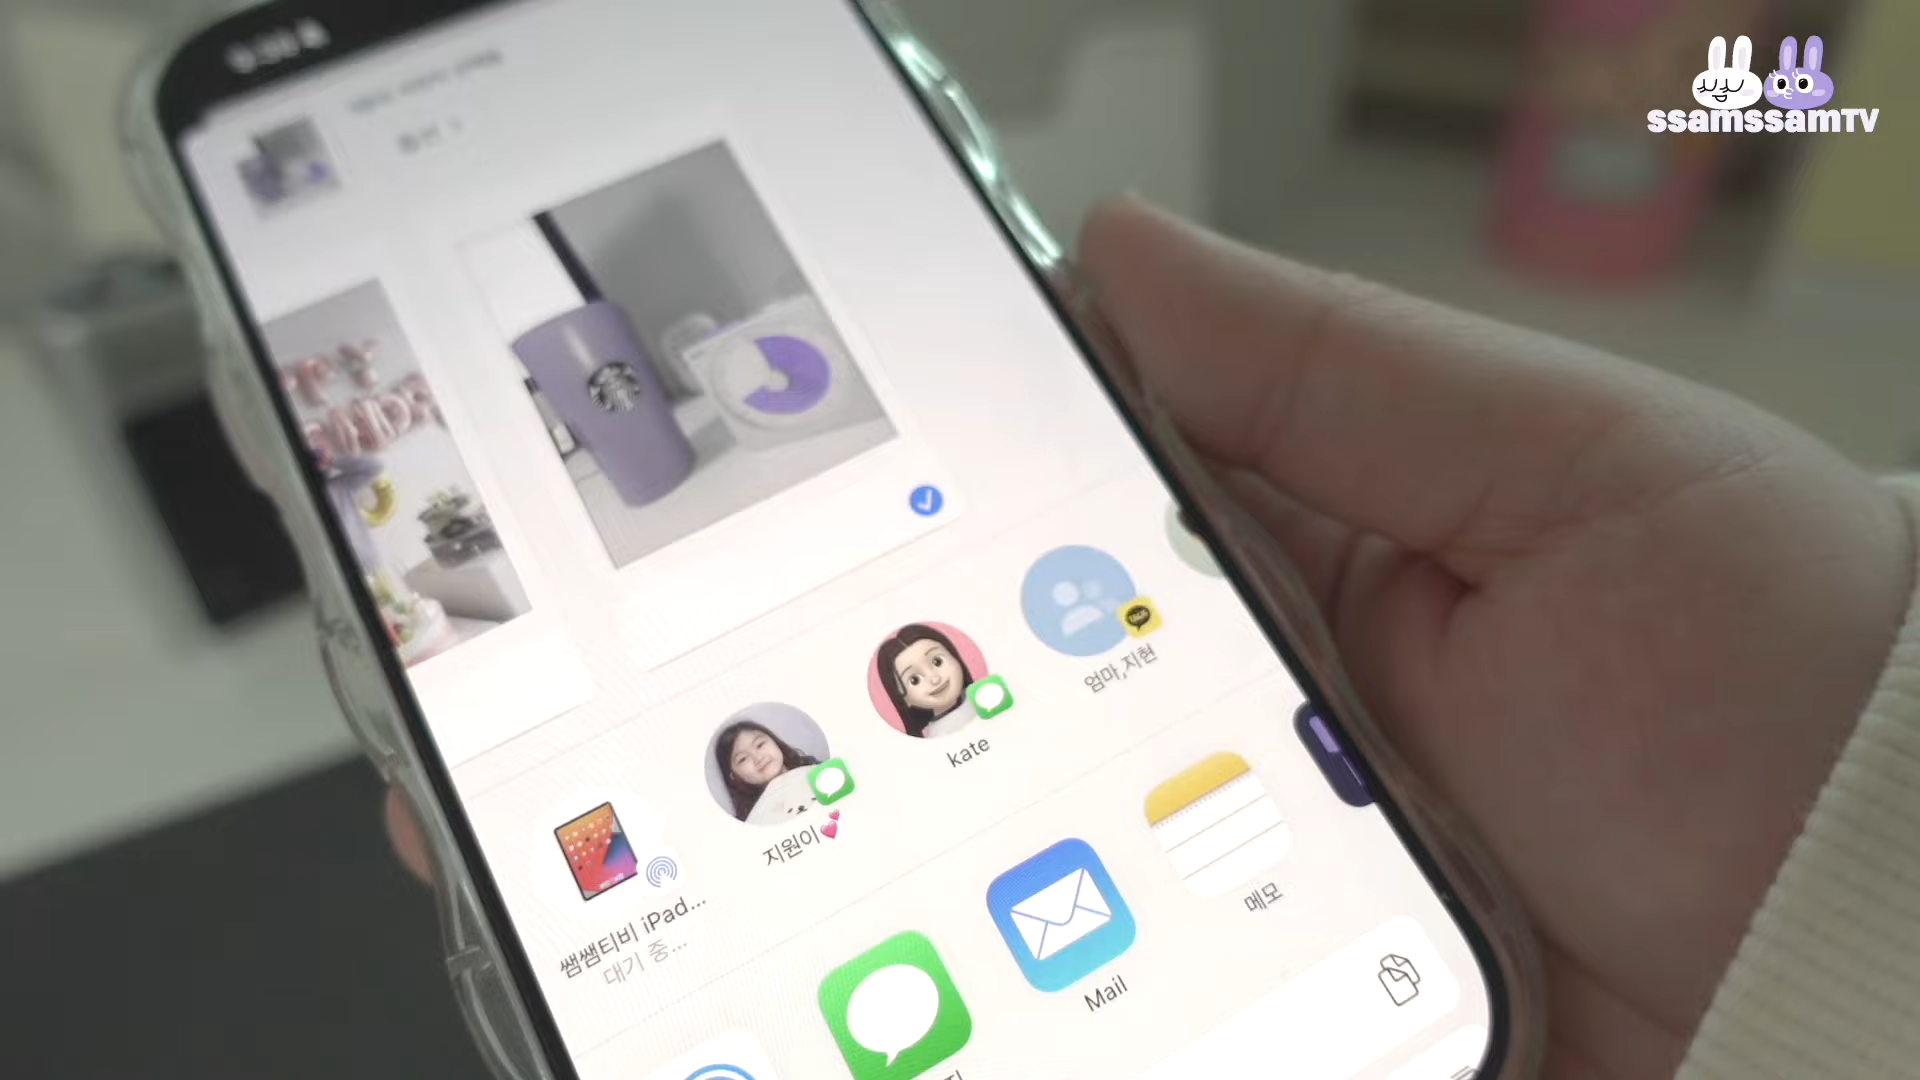 ssamssamTV
엄마,지현
kate
지원이💕
쌤쌤티비 iPad...
대기 중...
메모
Mail